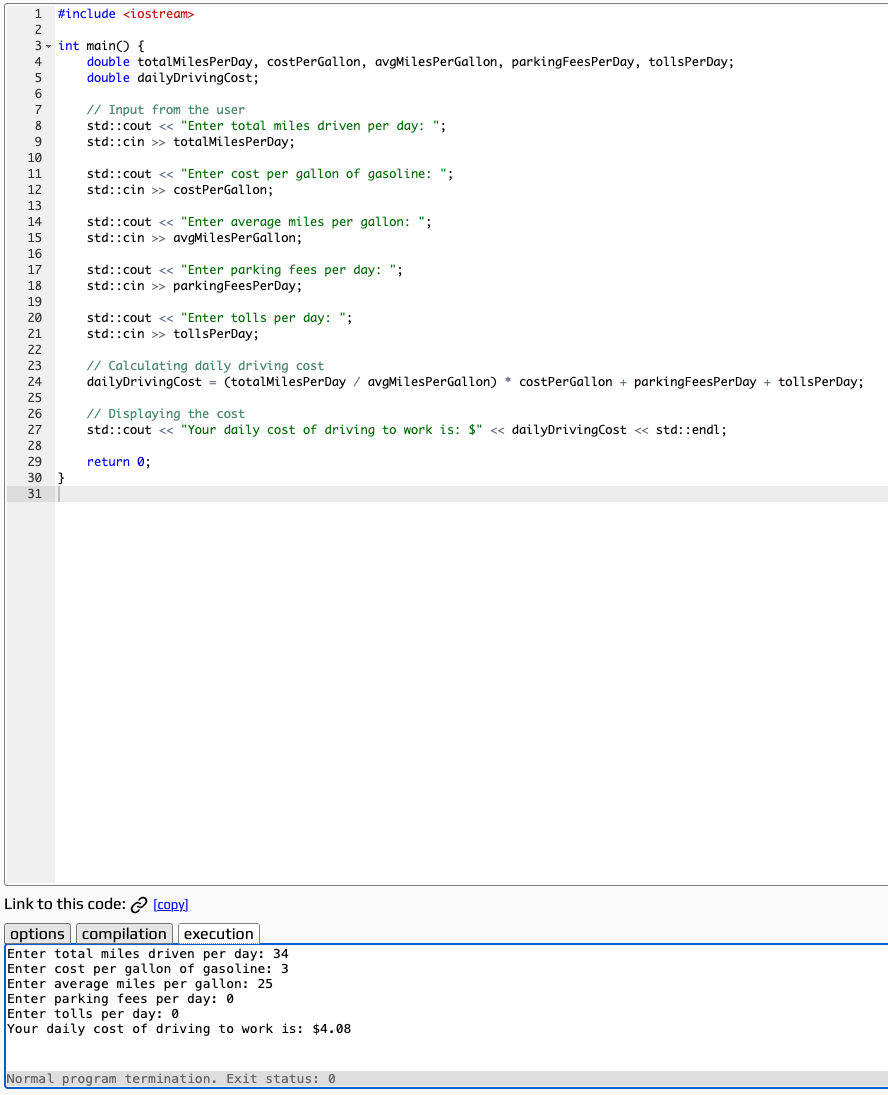 1 #include <iostream>
2
3 int main() {
4     double totalMilesPerDay, costPerGallon, avgMilesPerGallon, parkingFeesPerDay, tollsPerDay;
5     double dailyDrivingCost;
6
7     // Input from the user
8     std::cout << "Enter total miles driven per day: ";
9     std::cin >> totalMilesPerDay;
10
11     std::cout << "Enter cost per gallon of gasoline: ";
12     std::cin >> costPerGallon;
13
14     std::cout << "Enter average miles per gallon: ";
15     std::cin >> avgMilesPerGallon;
16
17     std::cout << "Enter parking fees per day: ";
18     std::cin >> parkingFeesPerDay;
19
20     std::cout << "Enter tolls per day: ";
21     std::cin >> tollsPerDay;
22
23     // Calculating daily driving cost
24     dailyDrivingCost = (totalMilesPerDay / avgMilesPerGallon) * costPerGallon + parkingFeesPerDay + tollsPerDay;
25
26     // Displaying the cost
27     std::cout << "Your daily cost of driving to work is: $" << dailyDrivingCost << std::endl;
28
29     return 0;
30 }
31
Link to this code: [copy]
options compilation execution
Enter total miles driven per day: 34
Enter cost per gallon of gasoline: 3
Enter average miles per gallon: 25
Enter parking fees per day: 0
Enter tolls per day: 0
Your daily cost of driving to work is: $4.08
Normal program termination. Exit status: 0